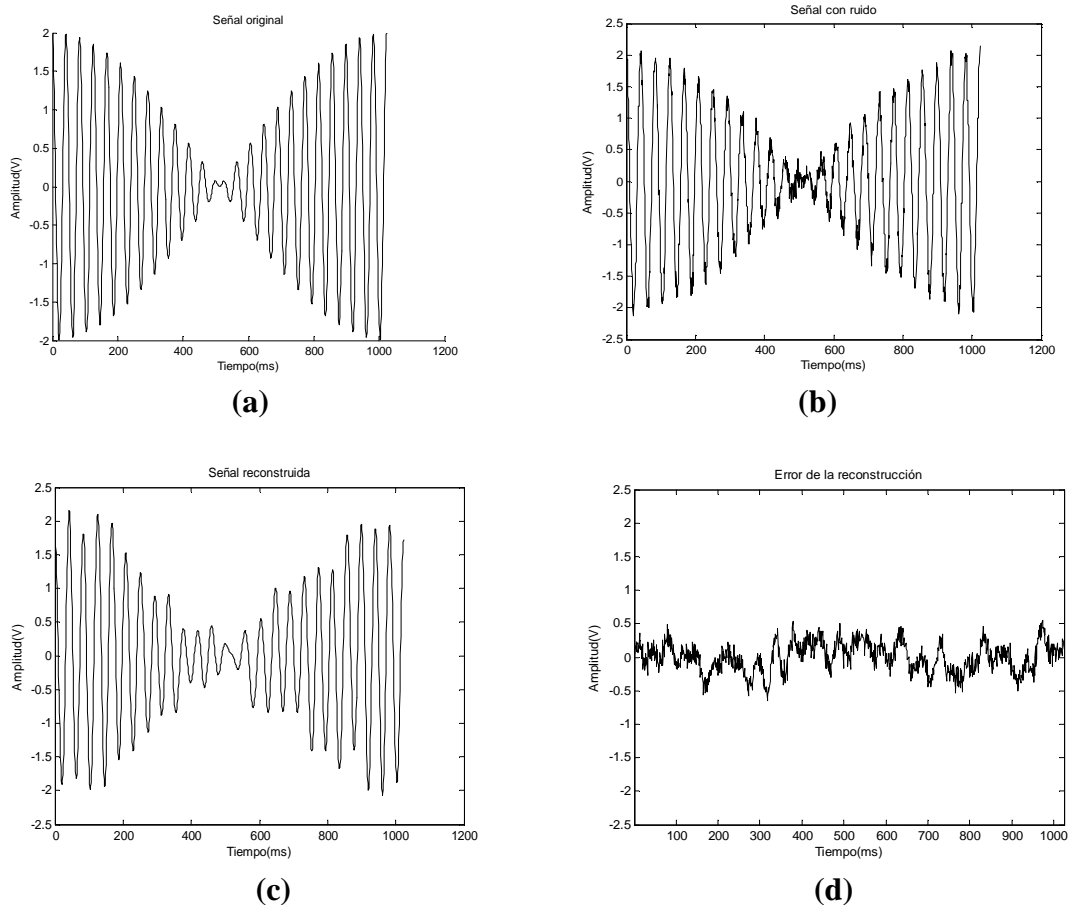 Señal original
2
1.5
1
0.5
0
-0.5
-1
-1.5
-2
0 200 400 600 800 1000 1200
Amplitud(V)
Tiempo(ms)
(a)
Señal con ruido
2.5
2
1.5
1
0.5
0
-0.5
-1
-1.5
-2
-2.5
0 200 400 600 800 1000 1200
Amplitud(V)
Tiempo(ms)
(b)
Señal reconstruida
2.5
2
1.5
1
0.5
0
-0.5
-1
-1.5
-2
-2.5
0 200 400 600 800 1000 1200
Amplitud(V)
Tiempo(ms)
(c)
Error de la reconstrucción
2.5
2
1.5
1
0.5
0
-0.5
-1
-1.5
-2
-2.5
100 200 300 400 500 600 700 800 900 1000
Amplitud(V)
Tiempo(ms)
(d)